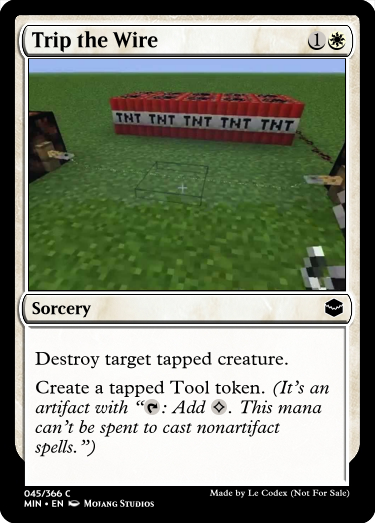 Trip the Wire 1
TNT TNT TNT TNT TNT
Sorcery
Destroy target tapped creature.
Create a tapped Tool token. (It's an
artifact with “: Add . This mana
can't be spent to cast nonartifact
spells.”)
045/366 C
MIN • EN Mojang Studios
Made by Le Codex (Not For Sale)